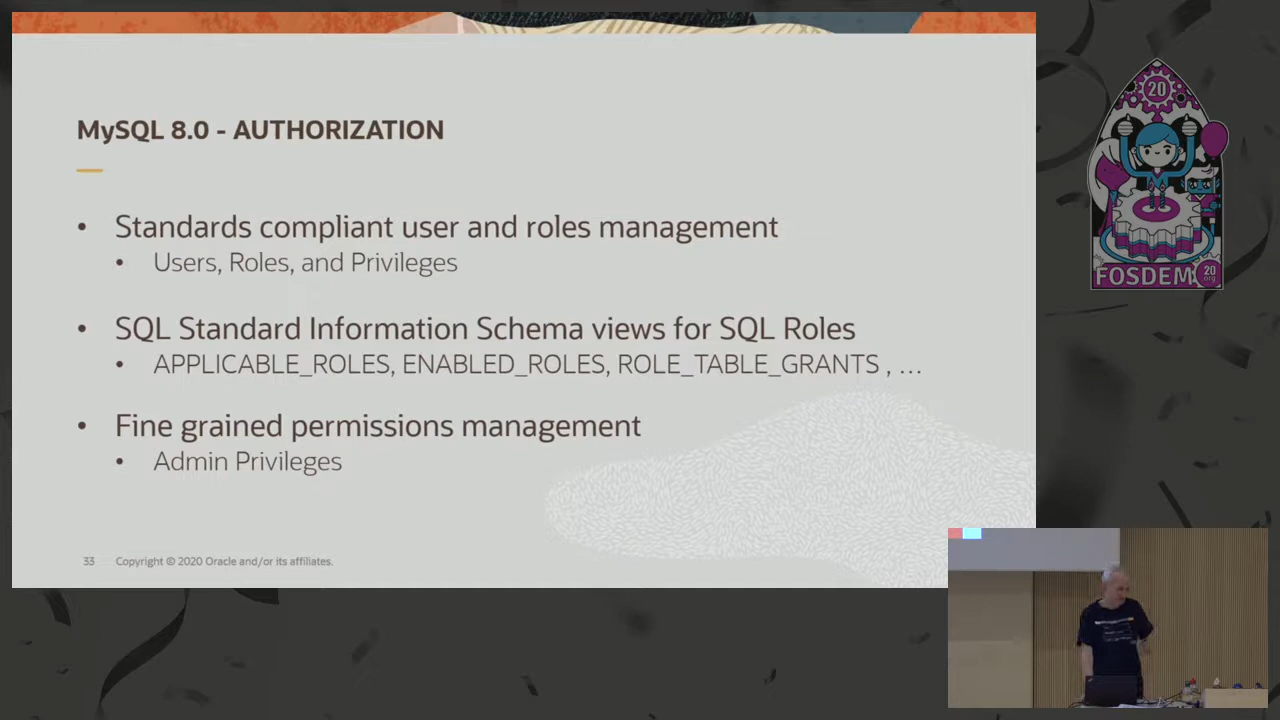 MySQL 8.0 - AUTHORIZATION
• Standards compliant user and roles management
• Users, Roles, and Privileges
• SQL Standard Information Schema views for SQL Roles
• APPLICABLE_ROLES, ENABLED_ROLES, ROLE_TABLE_GRANTS , …
• Fine grained permissions management
• Admin Privileges
33 Copyright © 2020 Oracle and/or its affiliates.
20
FOSDEM 20
.org